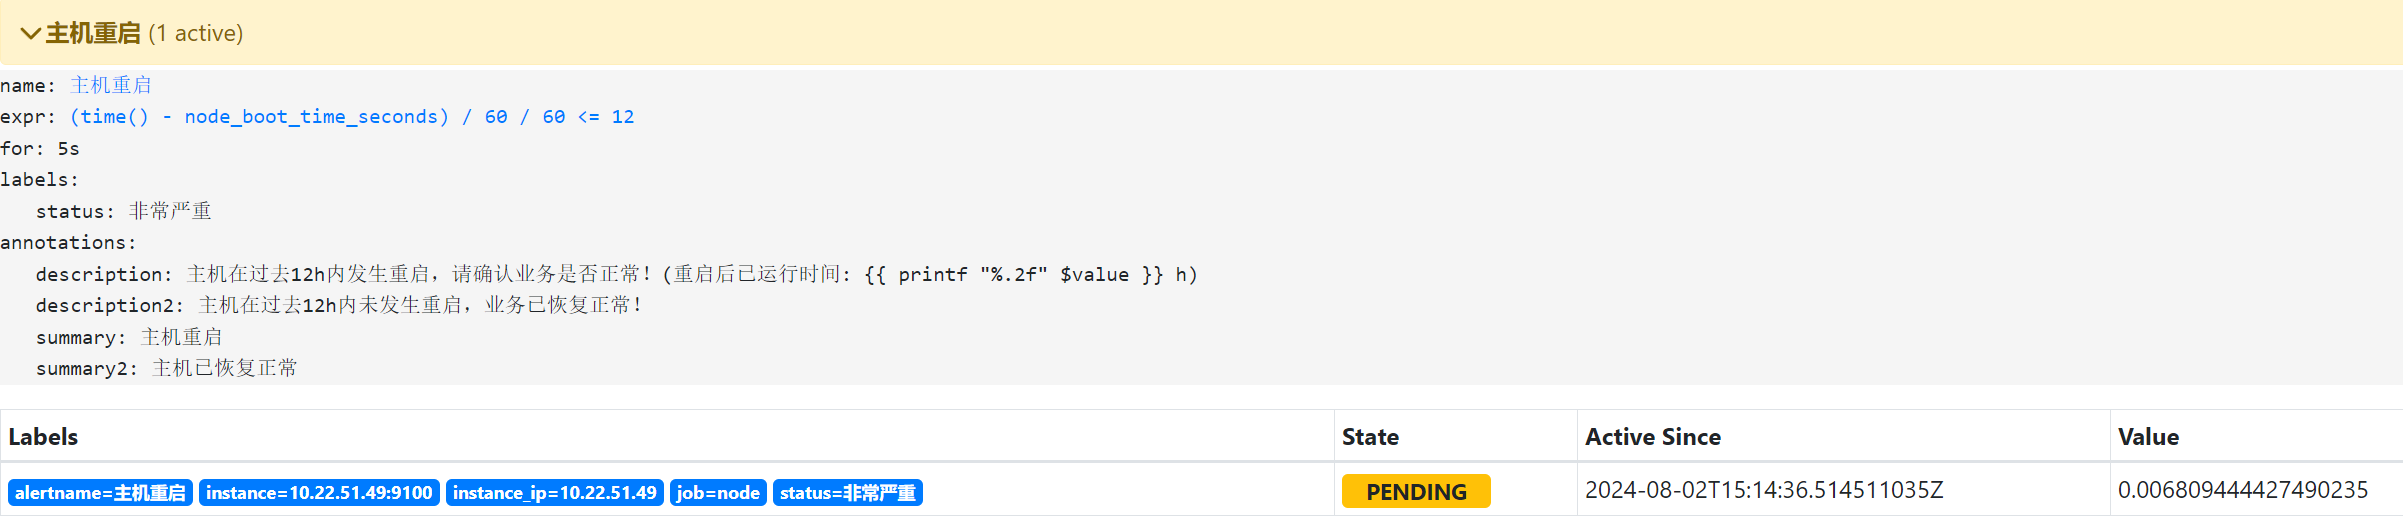 主机重启 (1 active)
name: 主机重启
expr: (time() - node_boot_time_seconds) / 60 / 60 <= 12
for: 5s
labels:
status: 非常严重
annotations:
description: 主机在过去12h内发生重启，请确认业务是否正常！(重启后已运行时间: {{ printf "%.2f" $value }} h)
description2: 主机在过去12h内未发生重启，业务已恢复正常！
summary: 主机重启
summary2: 主机已恢复正常
Labels State Active Since Value
alertname=主机重启 instance=10.22.51.49:9100 instance_ip=10.22.51.49 job=node status=非常严重 PENDING 2024-08-02T15:14:36.514511035Z 0.006809444427490235